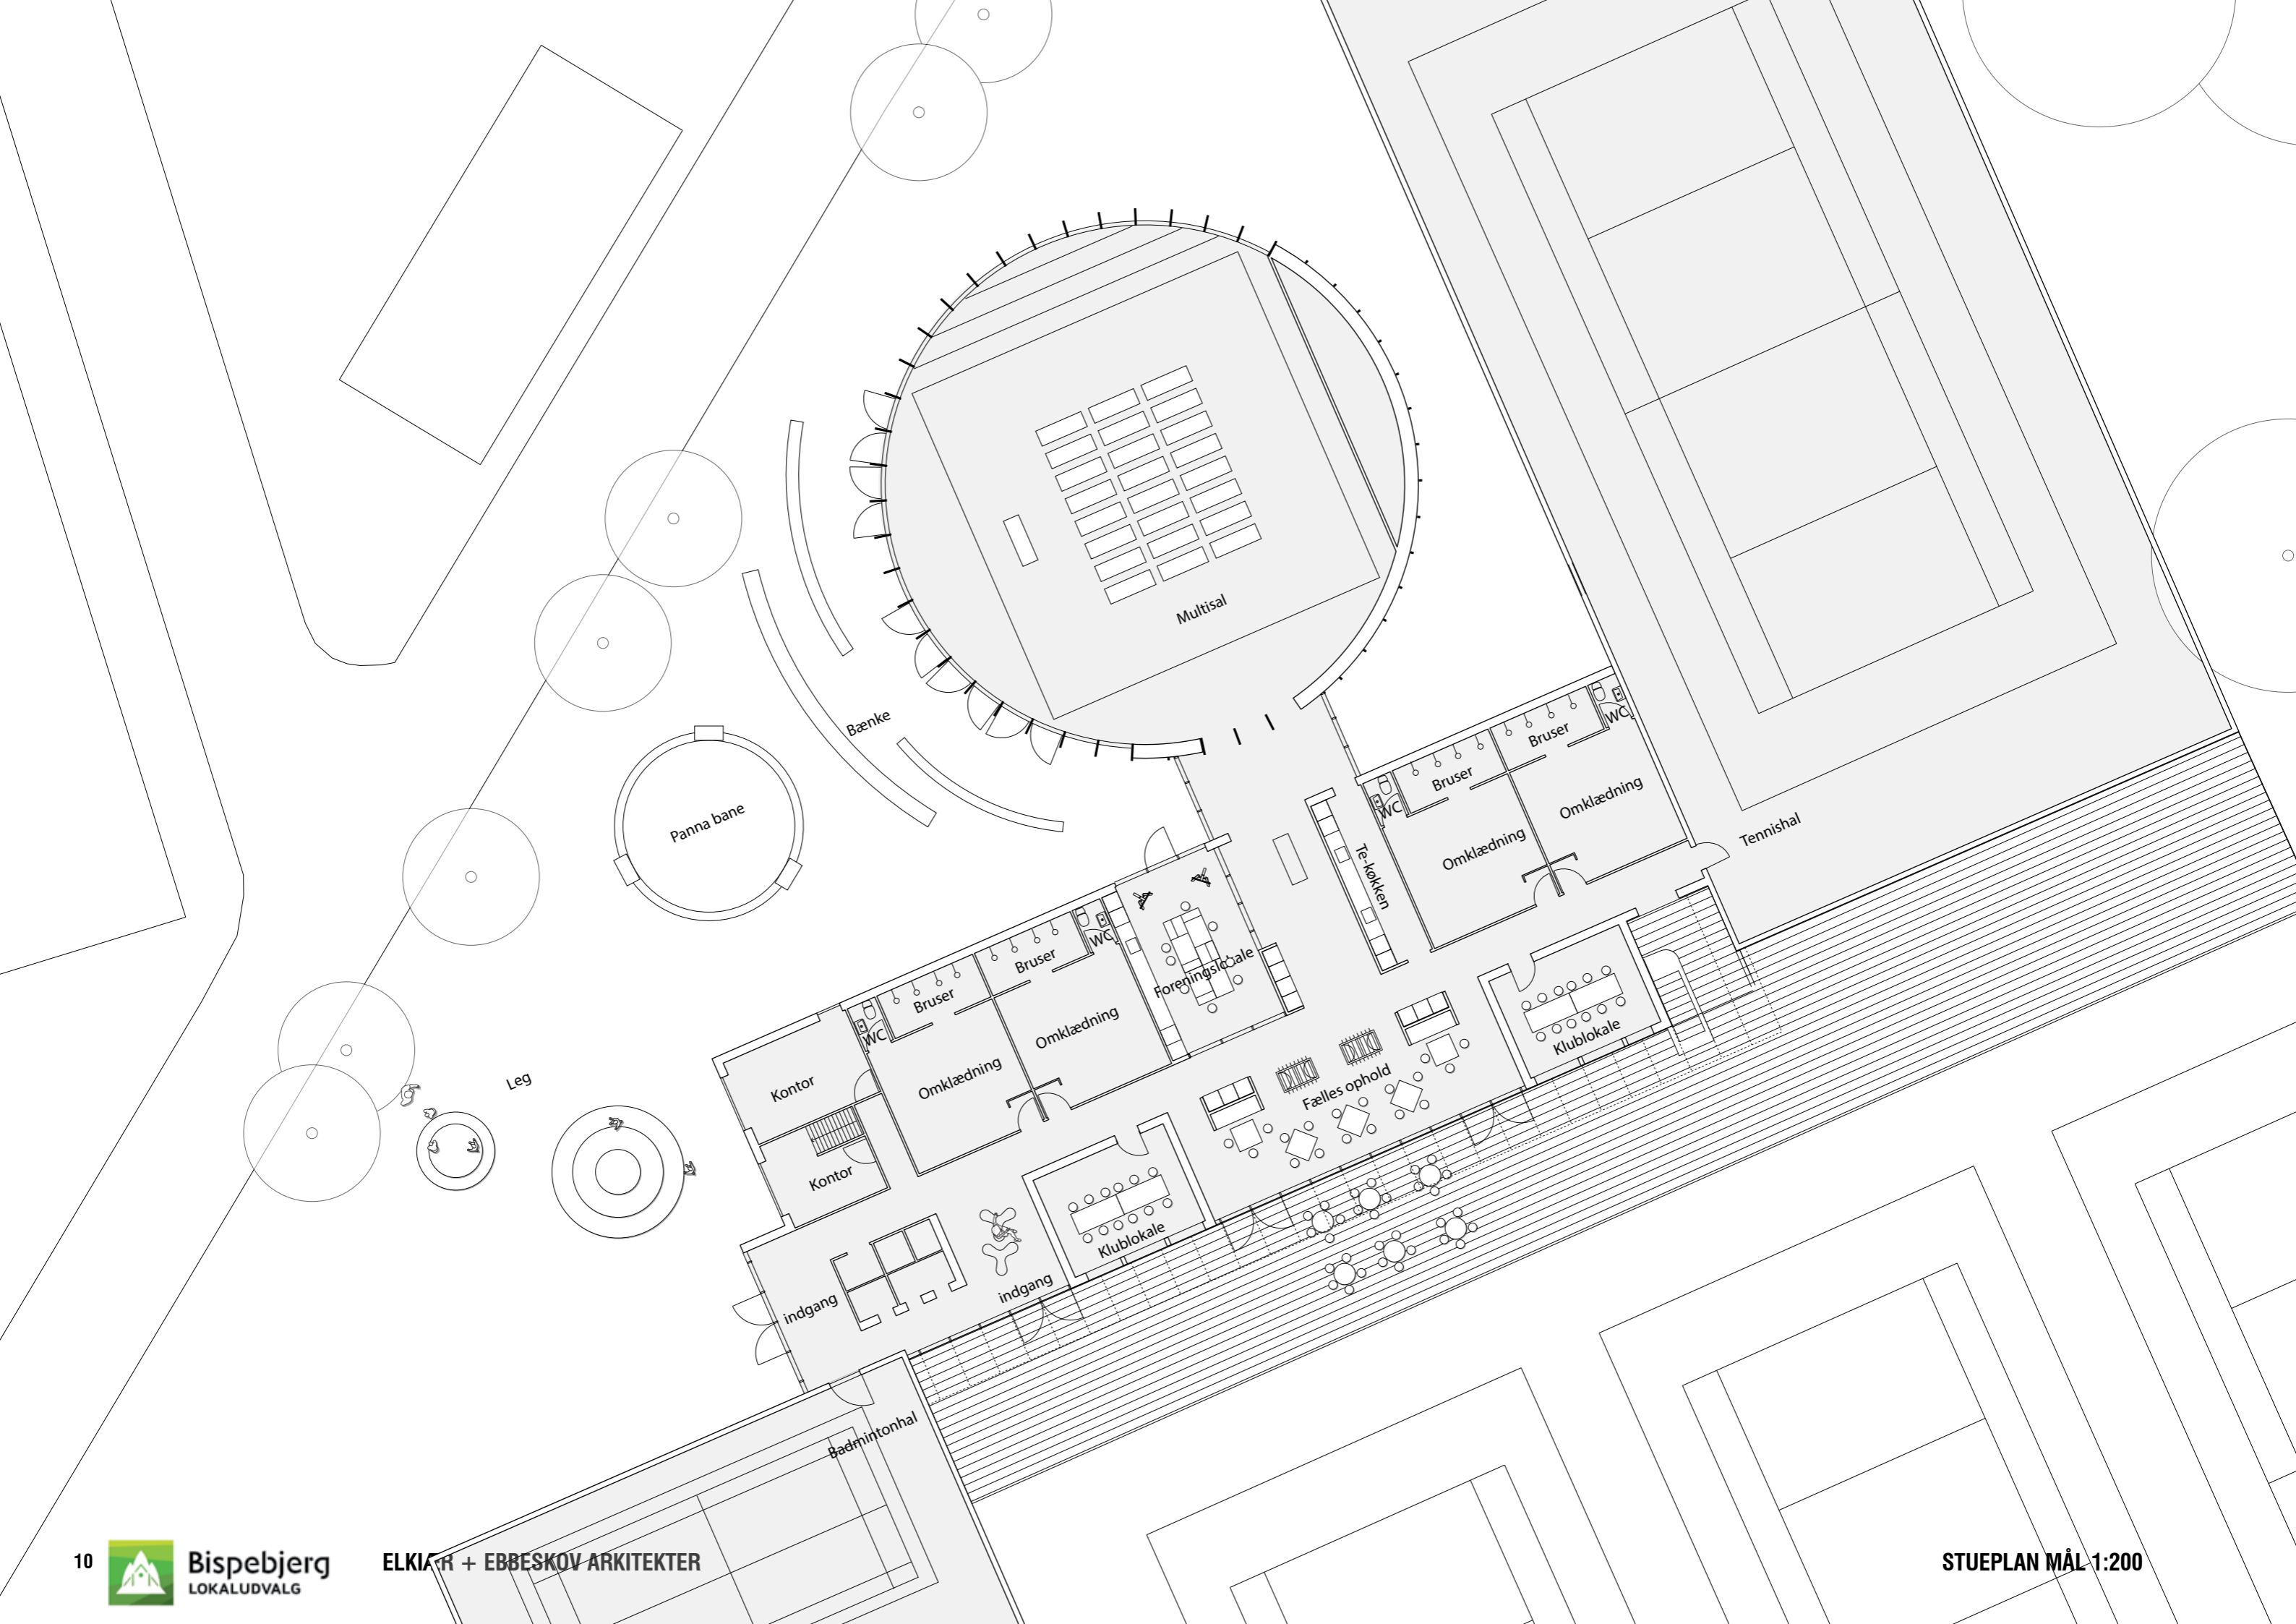 Multisal
Bænke
Panna bane
Leg
Bruser
WC
Omklædning
Bruser
WC
Omklædning
Tennishal
Te-køkken
Foreningslokale
WC
Bruser
Omklædning
Bruser
WC
Omklædning
Kontor
Kontor
Klublokale
Fælles ophold
Klublokale
indgang
indgang
Badmintonhal
10
Bispebjerg
LOKALUDVALG
ELKIÆR + EBBESKOV ARKITEKTER
STUEPLAN MÅL 1:200